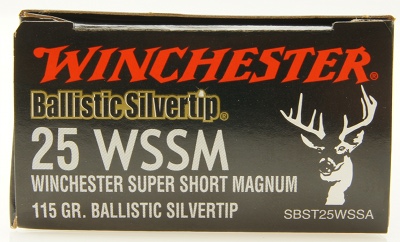 WINCHESTER®
Ballistic Silvertip®
25 WSSM
WINCHESTER SUPER SHORT MAGNUM
115 GR. BALLISTIC SILVERTIP
SBST25WSSA